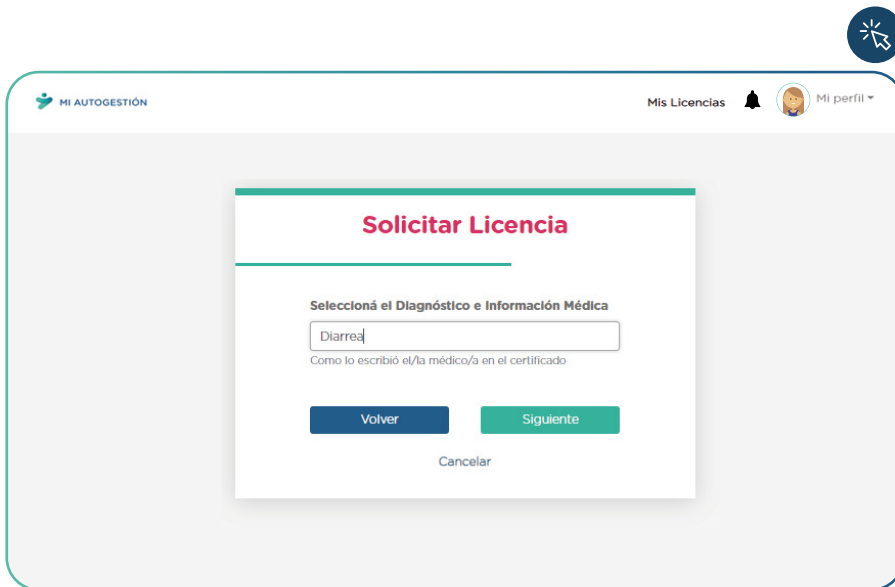 MI AUTOGESTIÓN
Mis Licencias
Mi perfil
Solicitar Licencia
Seleccioná el Diagnóstico e Información Médica
Diarrea
Como lo escribió el/la médico/a en el certificado
Volver
Siguiente
Cancelar